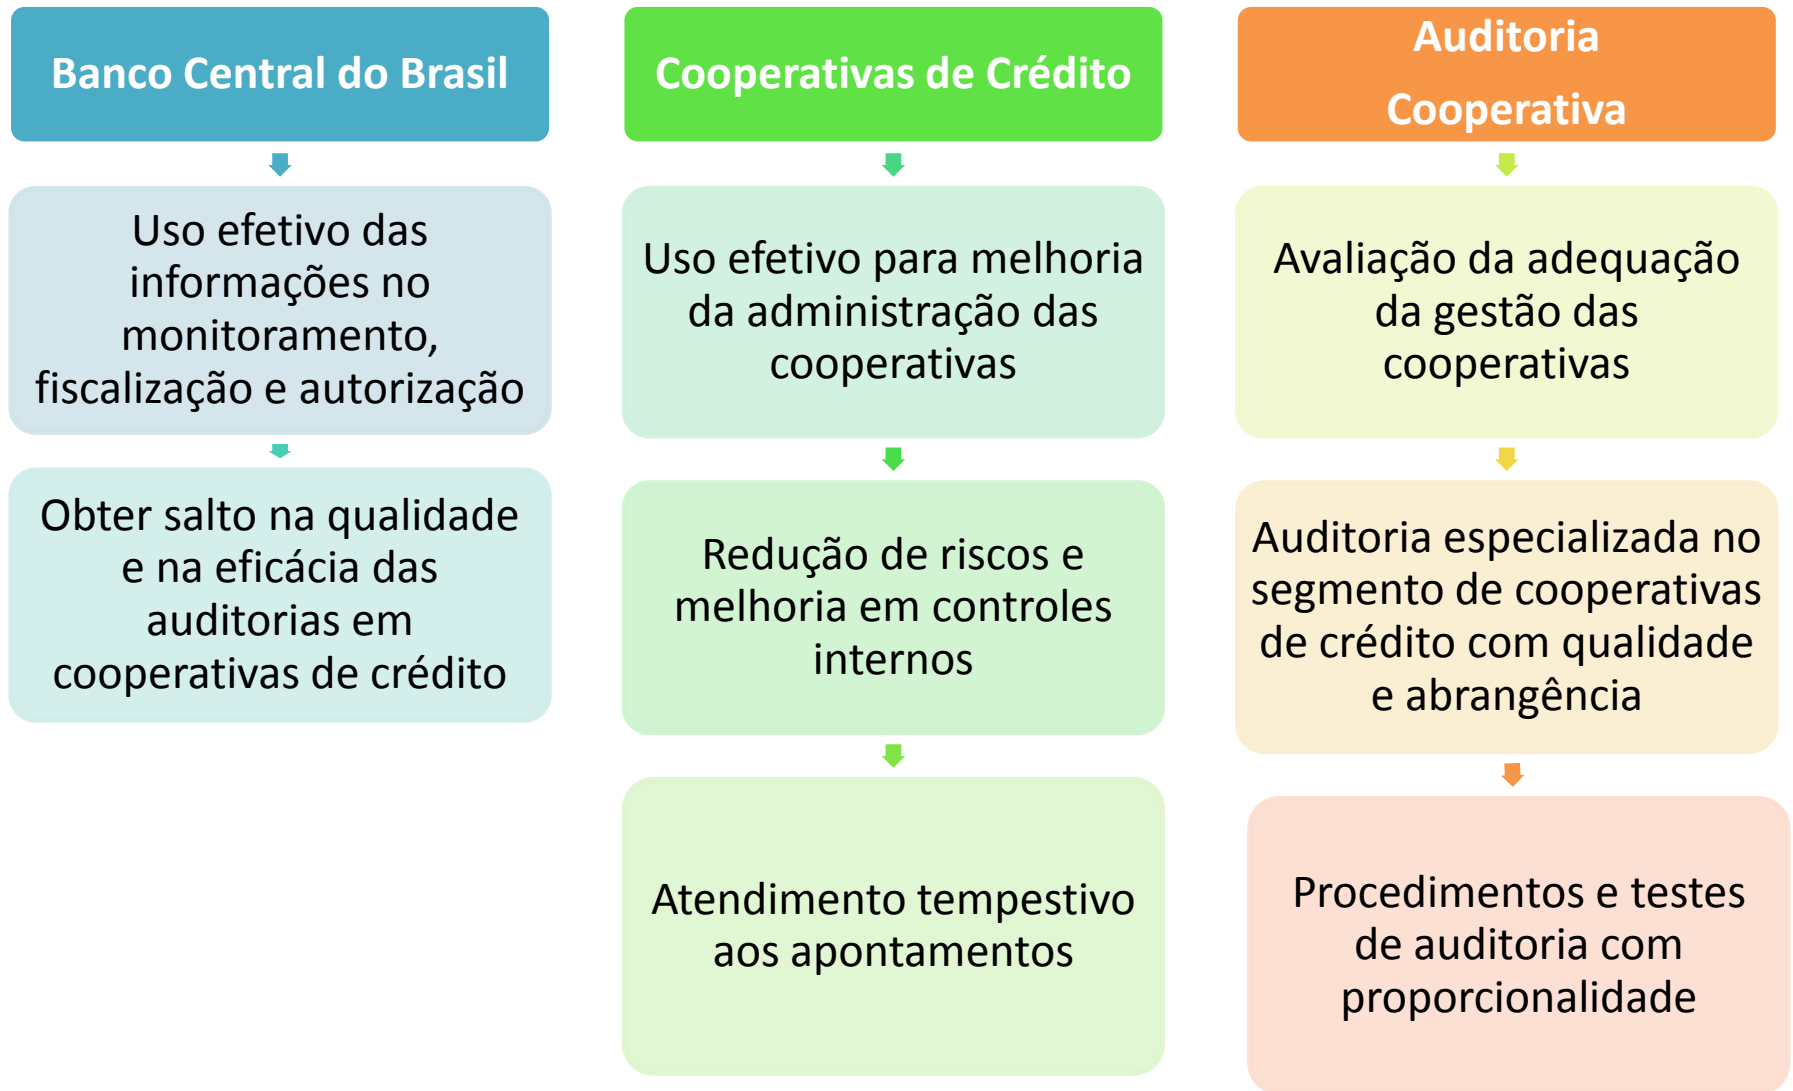 Banco Central do Brasil
Uso efetivo das
informações no
monitoramento,
fiscalização e autorização
Obter salto na qualidade
e na eficácia das
auditorias em
cooperativas de crédito
Cooperativas de Crédito
Uso efetivo para melhoria
da administração das
cooperativas
Redução de riscos e
melhoria em controles
internos
Atendimento tempestivo
aos apontamentos
Auditoria
Cooperativa
Avaliação da adequação
da gestão das
cooperativas
Auditoria especializada no
segmento de cooperativas
de crédito com qualidade
e abrangência
Procedimentos e testes
de auditoria com
proporcionalidade